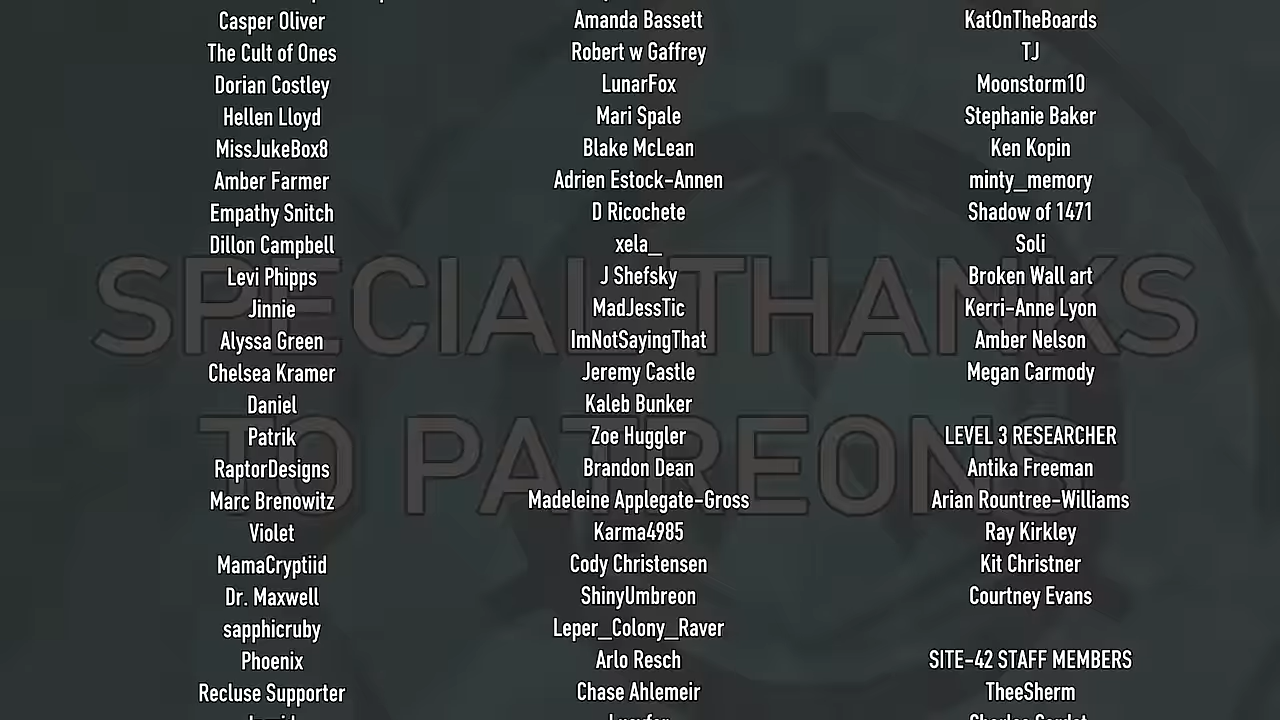 Casper Oliver
The Cult of Ones
Dorian Costley
Hellen Lloyd
MissJukeBox8
Amber Farmer
Empathy Snitch
Dillon Campbell
Levi Phipps
Jinnie
Alyssa Green
Chelsea Kramer
Daniel
Patrik
RaptorDesigns
Marc Brenowitz
Violet
MamaCryptiid
Dr. Maxwell
sapphicruby
Phoenix
Recluse Supporter
Amanda Bassett
Robert w Gaffrey
LunarFox
Mari Spale
Blake McLean
Adrien Estock-Annen
D Ricochete
xela_
J Shefsky
MadJessTic
ImNotSayingThat
Jeremy Castle
Kaleb Bunker
Zoe Huggler
Brandon Dean
Madeleine Applegate-Gross
Karma4985
Cody Christensen
ShinyUmbreon
Leper_Colony_Raver
Arlo Resch
Chase Ahlemeir
KatOnTheBoards
TJ
Moonstorm10
Stephanie Baker
Ken Kopin
minty_memory
Shadow of 1471
Soli
Broken Wall art
Kerri-Anne Lyon
Amber Nelson
Megan Carmody
LEVEL 3 RESEARCHER
Antika Freeman
Arian Rountree-Williams
Ray Kirkley
Kit Christner
Courtney Evans
SITE-42 STAFF MEMBERS
TheeSherm
SPECIAL THANKS
TO PATREONS